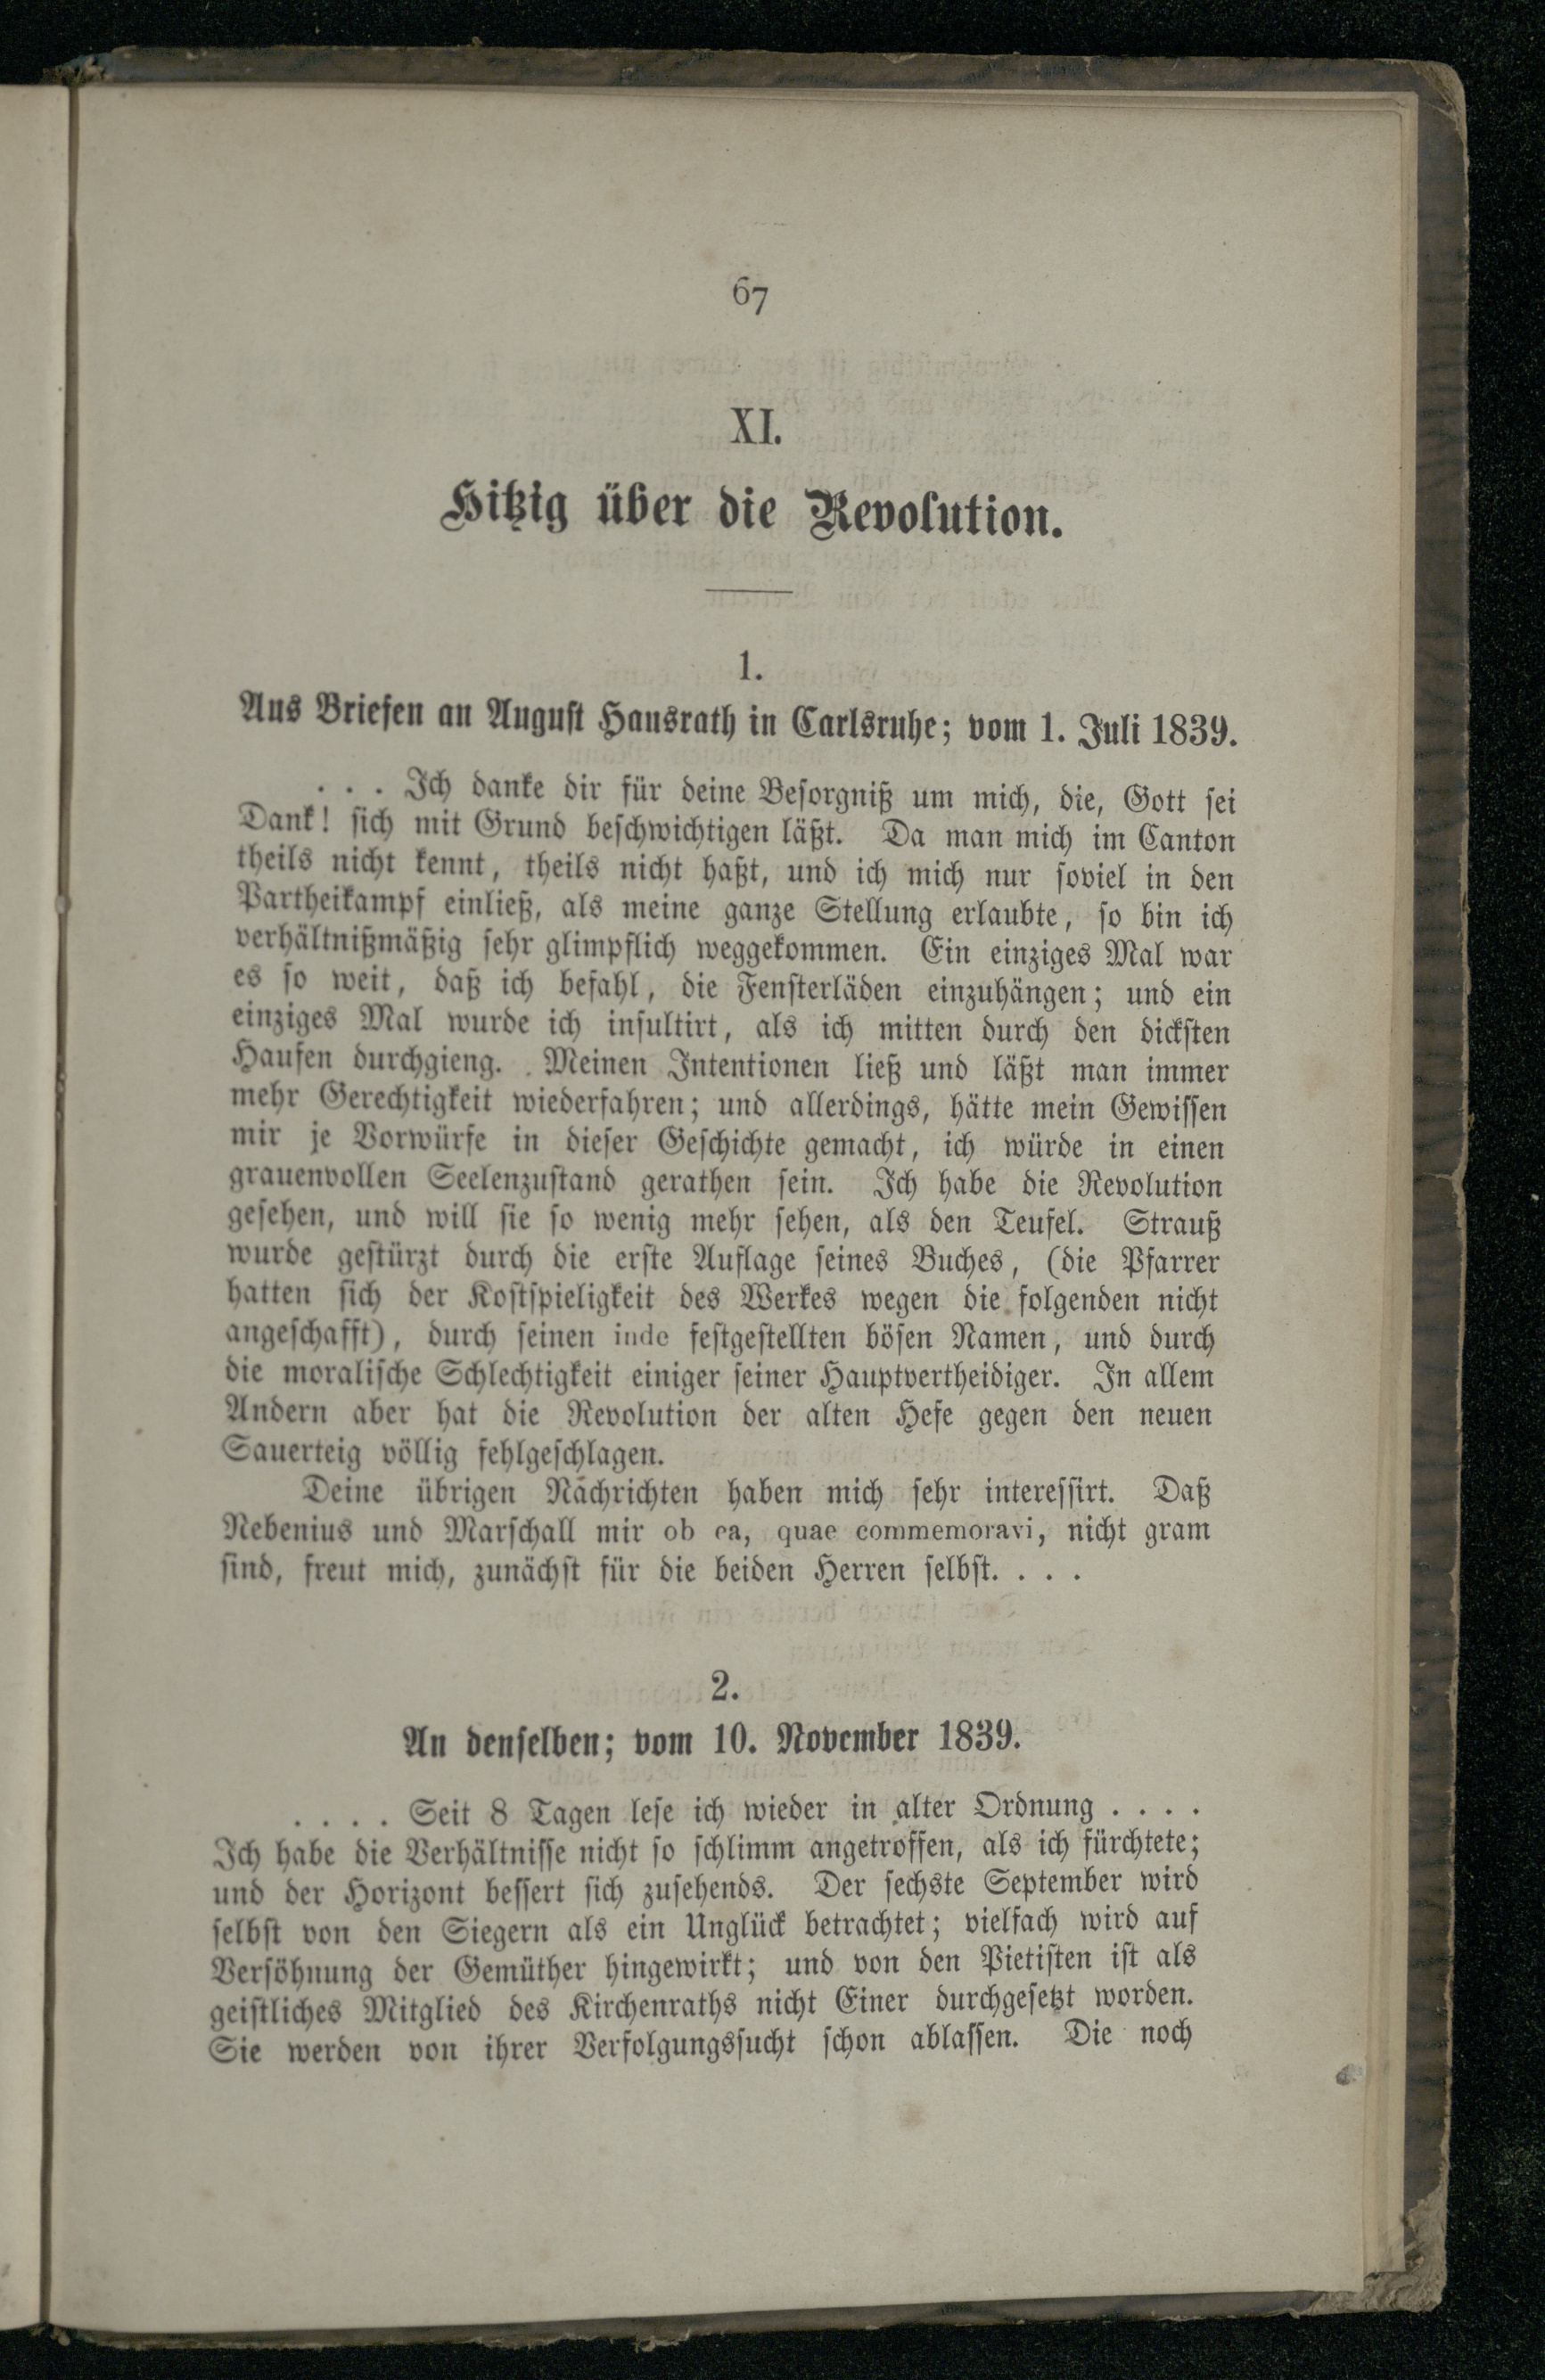 67
XI.
Hitzig über die Revolution.
1.
Aus Briefen an August Hausrath in Carlsruhe; vom 1. Juli 1839.
. . . Ich danke dir für deine Besorgniß um mich, die, Gott sei
Dank! sich mit Grund beschwichtigen läßt. Da man mich im Canton
theils nicht kennt, theils nicht haßt, und ich mich nur soviel in den
Partheikampf einließ, als meine ganze Stellung erlaubte, so bin ich
verhältnißmäßig sehr glimpflich weggekommen. Ein einziges Mal war
es so weit, daß ich befahl, die Fensterläden einzuhängen; und ein
einziges Mal wurde ich insultirt, als ich mitten durch den dicksten
Haufen durchgieng. Meinen Intentionen ließ und läßt man immer
mehr Gerechtigkeit wiederfahren; und allerdings, hätte mein Gewissen
mir je Vorwürfe in dieser Geschichte gemacht, ich würde in einen
grauenvollen Seelenzustand gerathen sein. Ich habe die Revolution
gesehen, und will sie so wenig mehr sehen, als den Teufel. Strauß
wurde gestürzt durch die erste Auflage seines Buches, (die Pfarrer
hatten sich der Kostspieligkeit des Werkes wegen die folgenden nicht
angeschafft), durch seinen inde festgestellten bösen Namen, und durch
die moralische Schlechtigkeit einiger seiner Hauptvertheidiger. In allem
Andern aber hat die Revolution der alten Hefe gegen den neuen
Sauerteig völlig fehlgeschlagen.
Deine übrigen Nachrichten haben mich sehr interessirt. Daß
Nebenius und Marschall mir ob ea, quae commemoravi, nicht gram
sind, freut mich, zunächst für die beiden Herren selbst. . . .
2.
An denselben; vom 10. November 1839.
. . . . Seit 8 Tagen lese ich wieder in alter Ordnung . . . .
Ich habe die Verhältnisse nicht so schlimm angetroffen, als ich fürchtete;
und der Horizont bessert sich zusehends. Der sechste September wird
selbst von den Siegern als ein Unglück betrachtet; vielfach wird auf
Versöhnung der Gemüther hingewirkt; und von den Pietisten ist als
geistliches Mitglied des Kirchenraths nicht Einer durchgesetzt worden.
Sie werden von ihrer Verfolgungssucht schon ablassen. Die noch